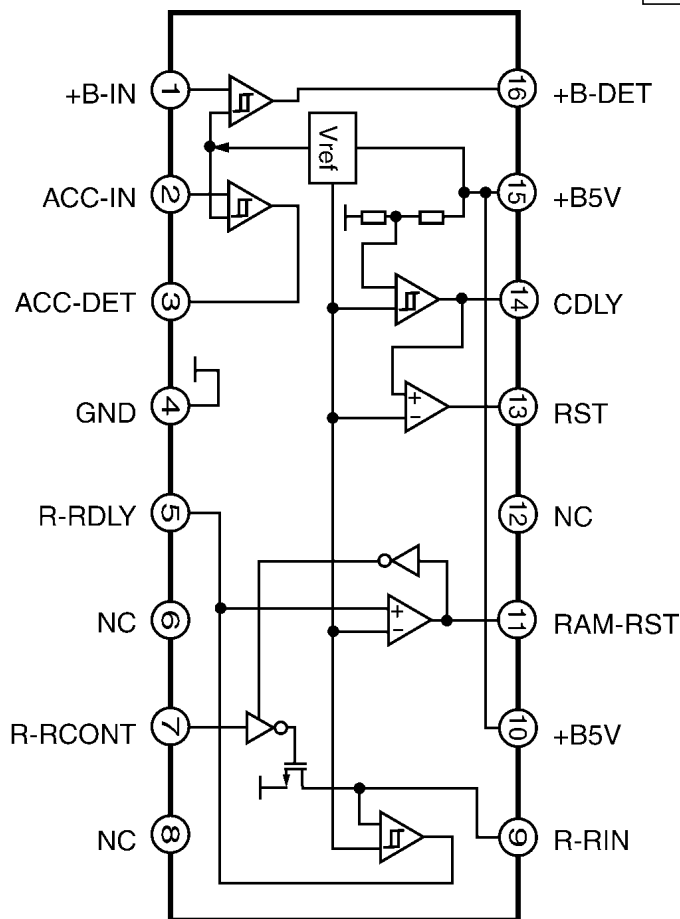 +B-IN 1 16 +B-DET
Vref
ACC-IN 2 15 +B5V
ACC-DET 3 14 CDLY
GND 4 13 RST
+
−
R-RDLY 5 12 NC
NC 6 11 RAM-RST
+
−
R-RCONT 7 10 +B5V
NC 8 9 R-RIN